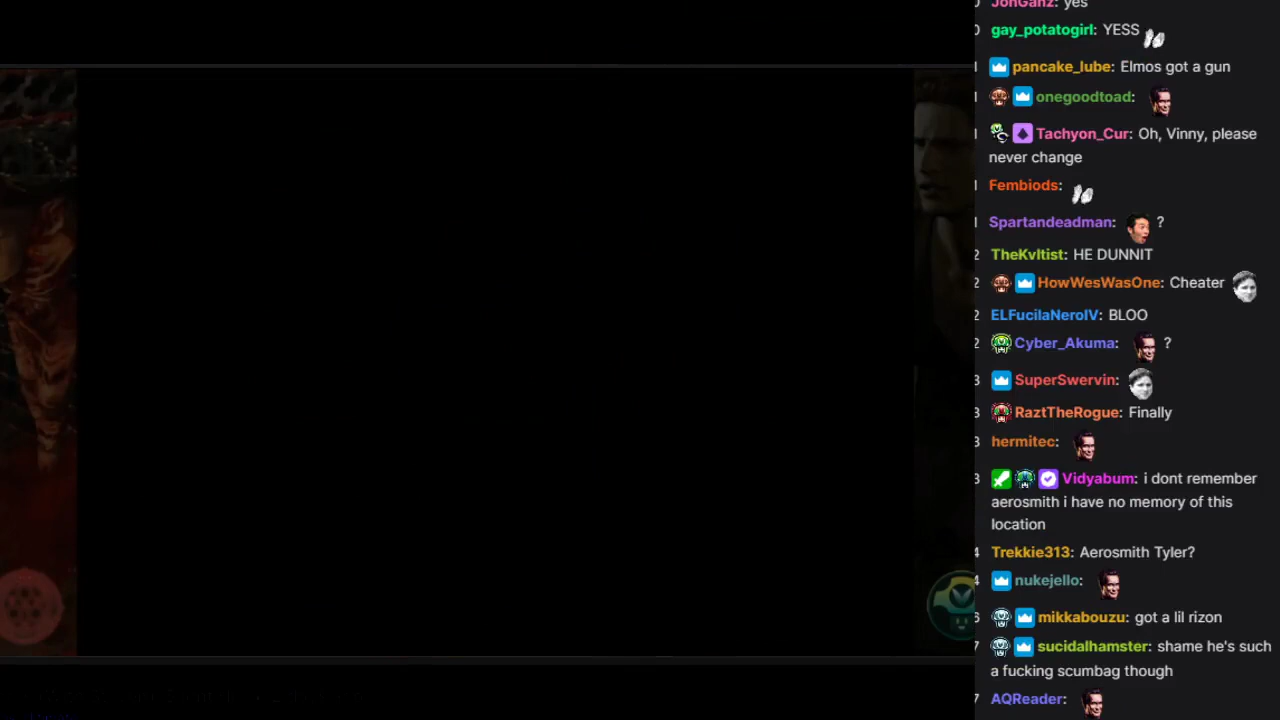 JonGanz: yes
gay_potatogirl: YESS
pancake_lube: Elmos got a gun
onegoodtoad:
Tachyon_Cur: Oh, Vinny, please
never change
Fembiods:
Spartandeadman: ?
TheKvltist: HE DUNNIT
HowWesWasOne: Cheater
ELFucilaNeroIV: BLOO
Cyber_Akuma: ?
SuperSwervin:
RaztTheRogue: Finally
hermitec:
Vidyabum: i dont remember
aerosmith i have no memory of this
location
Trekkie313: Aerosmith Tyler?
nukejello:
mikkabouzu: got a lil rizon
sucidalhamster: shame he's such
a fucking scumbag though
AQReader: